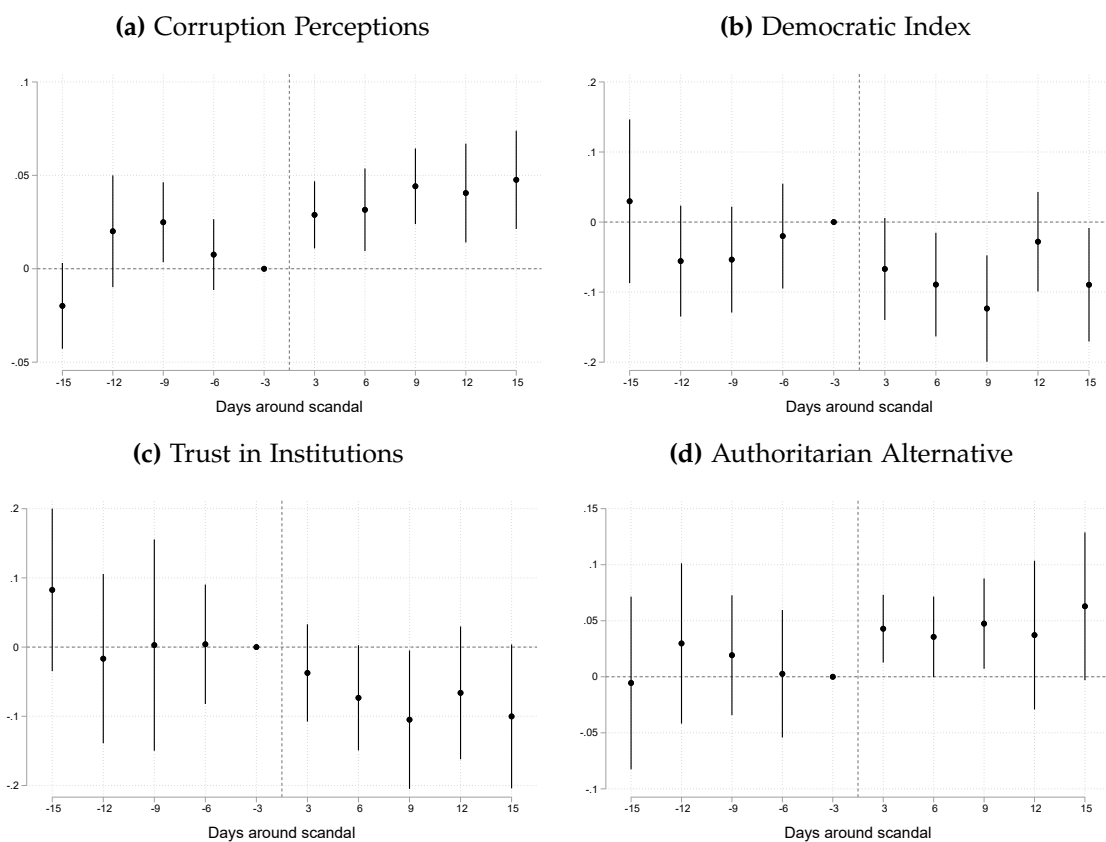 (a) Corruption Perceptions
.1
.05
0
-.05
-15 -12 -9 -6 -3 3 6 9 12 15
Days around scandal
(b) Democratic Index
.2
.1
0
-.1
-.2
-15 -12 -9 -6 -3 3 6 9 12 15
Days around scandal
(c) Trust in Institutions
.2
.1
0
-.1
-.2
-15 -12 -9 -6 -3 3 6 9 12 15
Days around scandal
(d) Authoritarian Alternative
.15
.1
.05
0
-.05
-.1
-15 -12 -9 -6 -3 3 6 9 12 15
Days around scandal